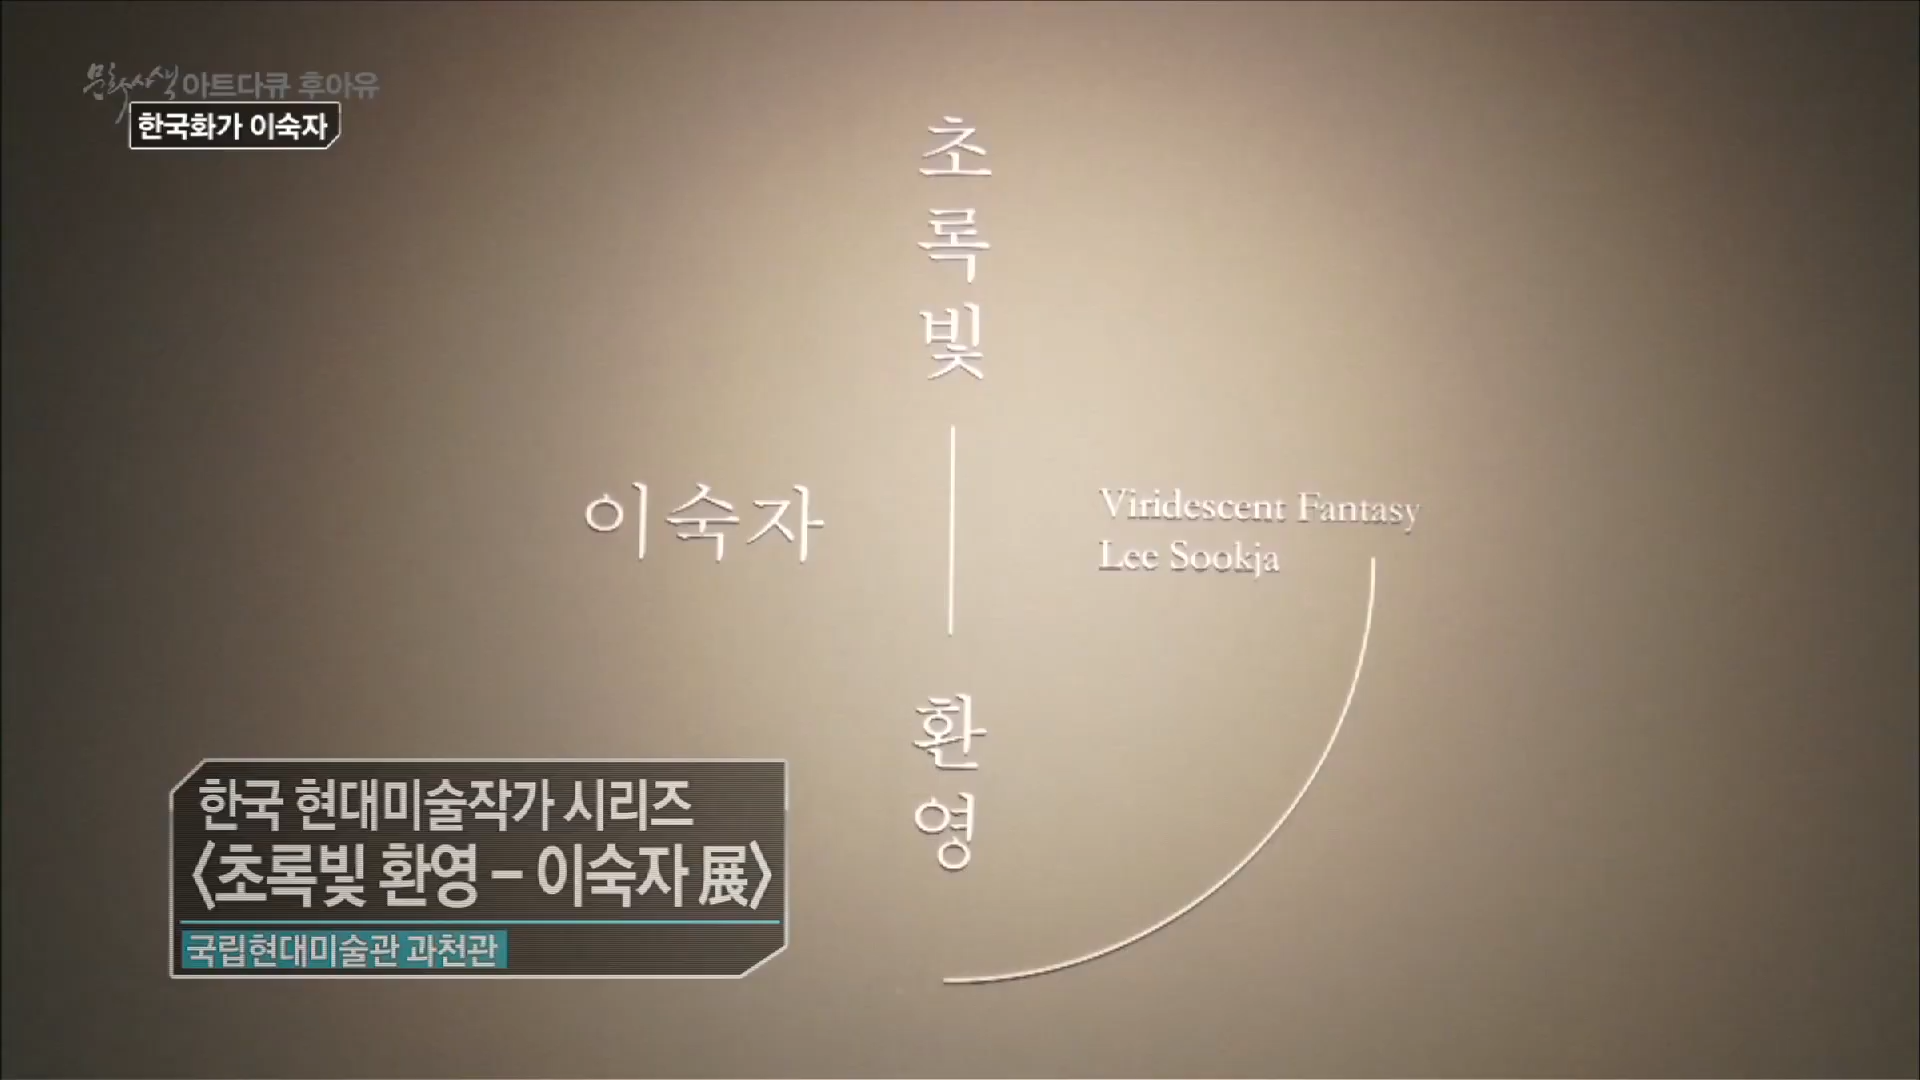 문화사색 아트다큐 후아유
한국화가 이숙자
초록빛
이숙자
환영
Viridescent Fantasy
Lee Sookja
한국 현대미술작가 시리즈
〈초록빛 환영 – 이숙자 展〉
국립현대미술관 과천관